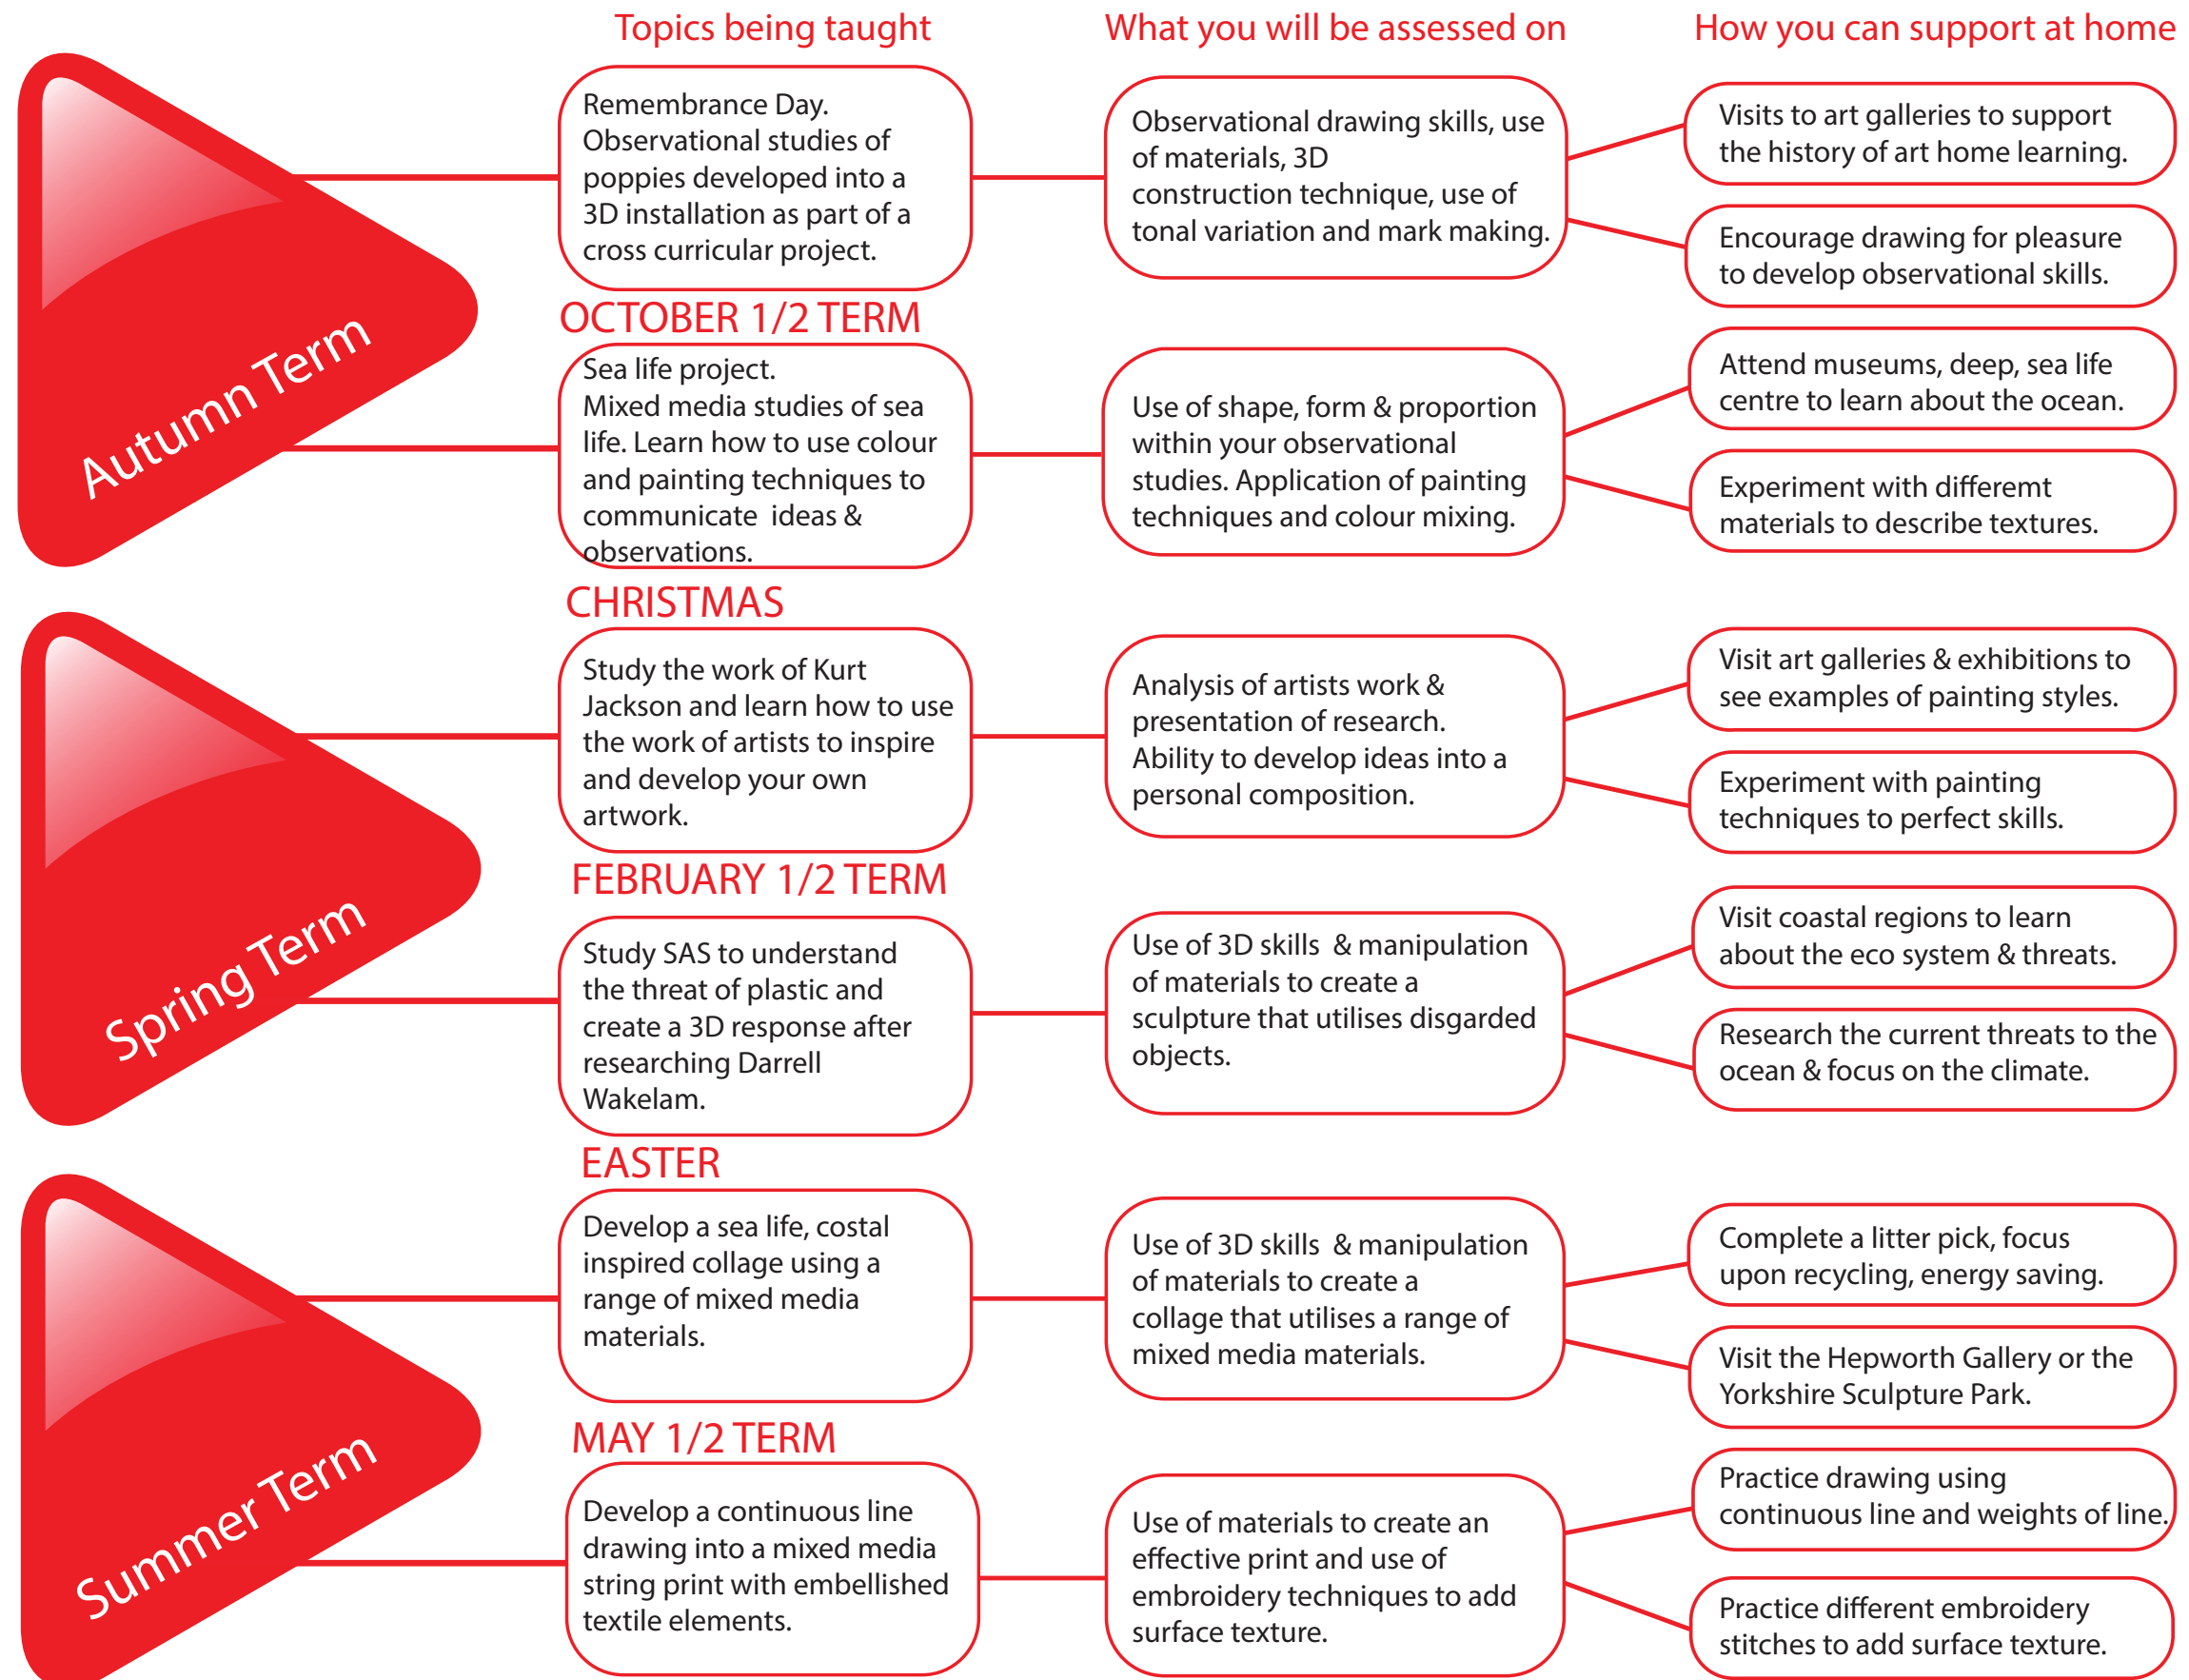 Topics being taught
What you will be assessed on
How you can support at home
Autumn Term
Remembrance Day.
Observational studies of
poppies developed into a
3D installation as part of a
cross curricular project.
Observational drawing skills, use
of materials, 3D
construction technique, use of
tonal variation and mark making.
Visits to art galleries to support
the history of art home learning.
Encourage drawing for pleasure
to develop observational skills.
OCTOBER 1/2 TERM
Sea life project.
Mixed media studies of sea
life. Learn how to use colour
and painting techniques to
communicate ideas &
observations.
Use of shape, form & proportion
within your observational
studies. Application of painting
techniques and colour mixing.
Attend museums, deep, sea life
centre to learn about the ocean.
Experiment with differemt
materials to describe textures.
CHRISTMAS
Spring Term
Study the work of Kurt
Jackson and learn how to use
the work of artists to inspire
and develop your own
artwork.
Analysis of artists work &
presentation of research.
Ability to develop ideas into a
personal composition.
Visit art galleries & exhibitions to
see examples of painting styles.
Experiment with painting
techniques to perfect skills.
FEBRUARY 1/2 TERM
Study SAS to understand
the threat of plastic and
create a 3D response after
researching Darrell
Wakelam.
Use of 3D skills & manipulation
of materials to create a
sculpture that utilises disgarded
objects.
Visit coastal regions to learn
about the eco system & threats.
Research the current threats to the
ocean & focus on the climate.
EASTER
Summer Term
Develop a sea life, costal
inspired collage using a
range of mixed media
materials.
Use of 3D skills & manipulation
of materials to create a
collage that utilises a range of
mixed media materials.
Complete a litter pick, focus
upon recycling, energy saving.
Visit the Hepworth Gallery or the
Yorkshire Sculpture Park.
MAY 1/2 TERM
Develop a continuous line
drawing into a mixed media
string print with embellished
textile elements.
Use of materials to create an
effective print and use of
embroidery techniques to add
surface texture.
Practice drawing using
continuous line and weights of line.
Practice different embroidery
stitches to add surface texture.